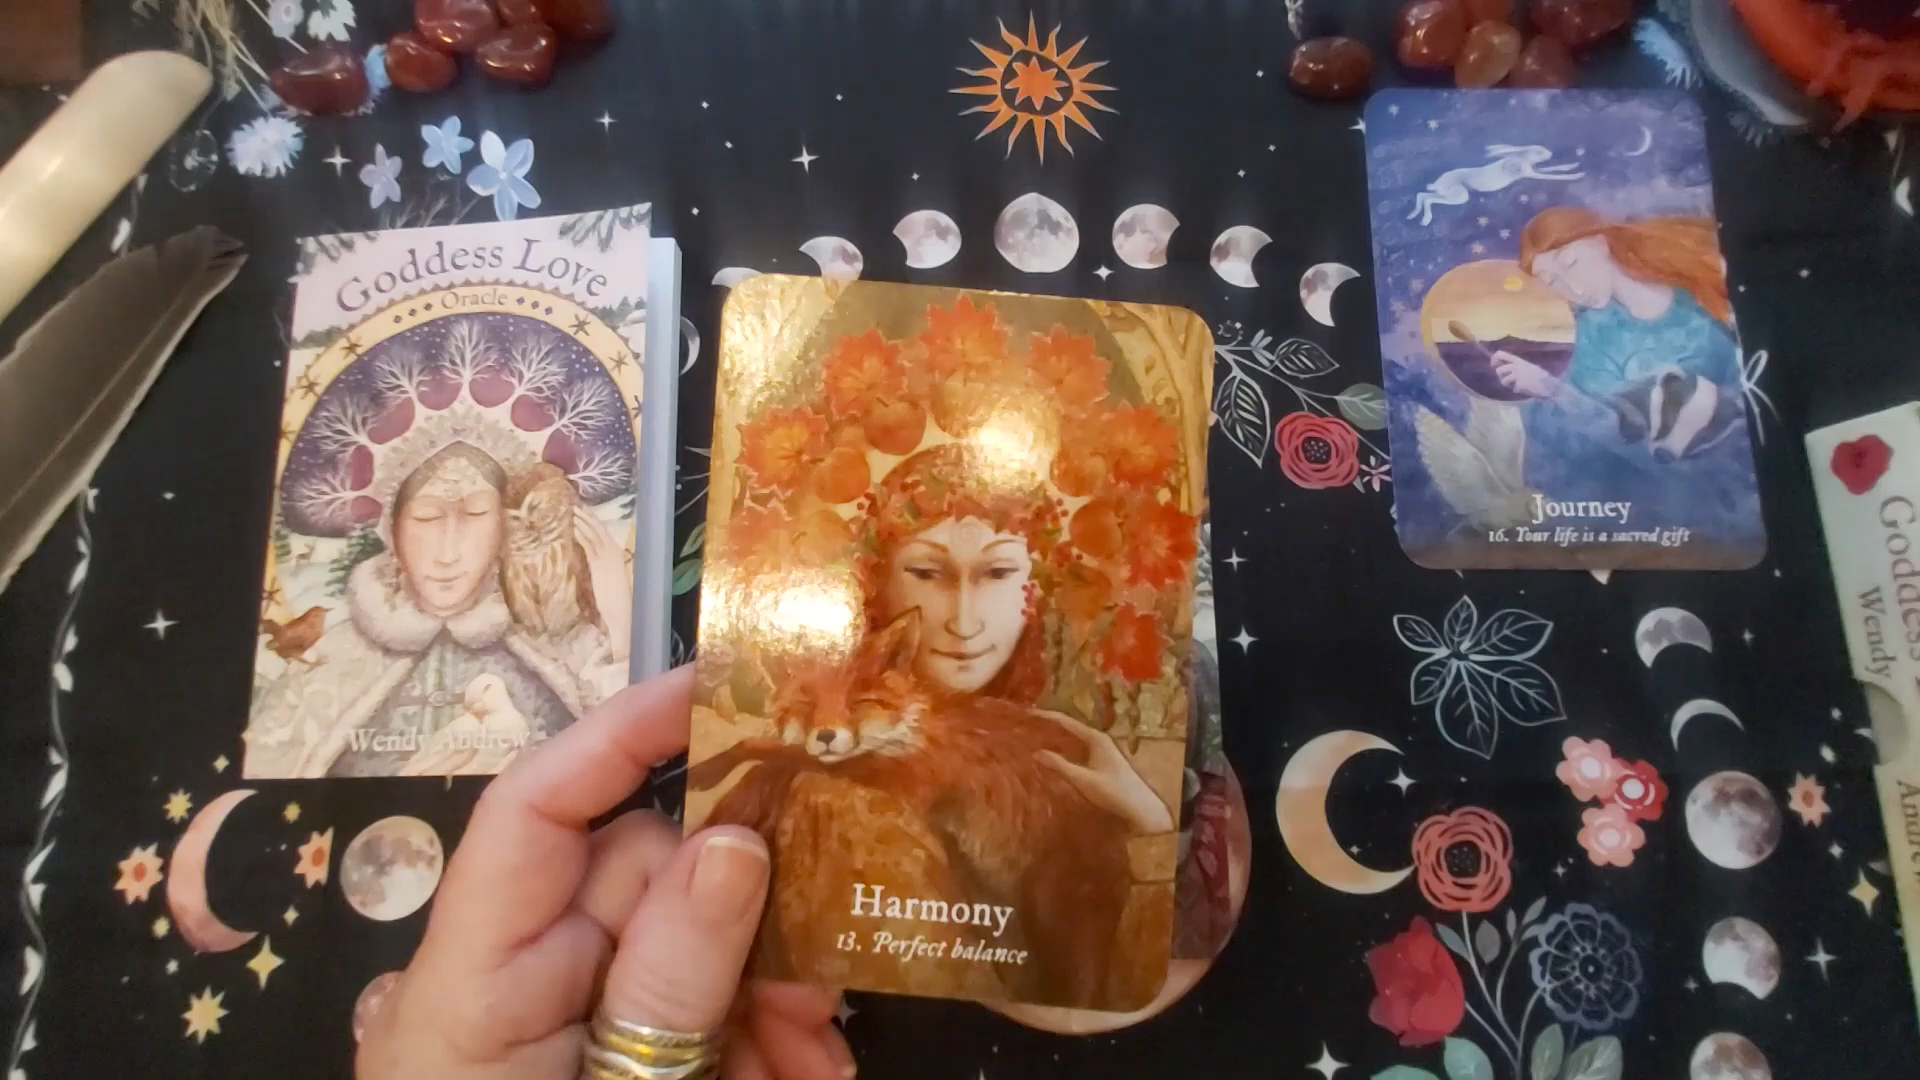 Goddess Love
Oracle
Wendy Andrew
Harmony
13. Perfect balance
Journey
16. Your life is a sacred gift
Goddess
Wendy